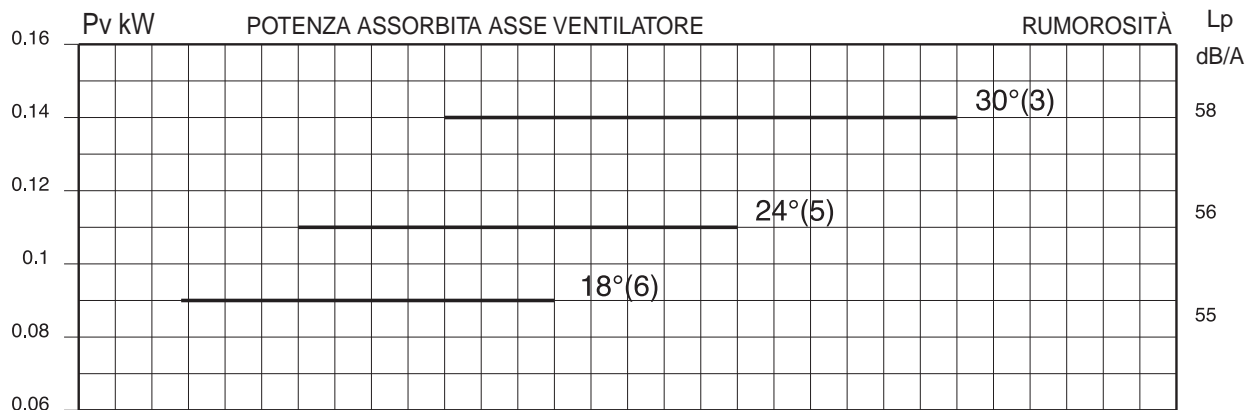 Pv kW POTENZA ASSORBITA ASSE VENTILATORE RUMOROSITÀ Lp
dB/A
0.16
0.14 30°(3) 58
0.12 24°(5) 56
0.1 18°(6)
0.08 55
0.06